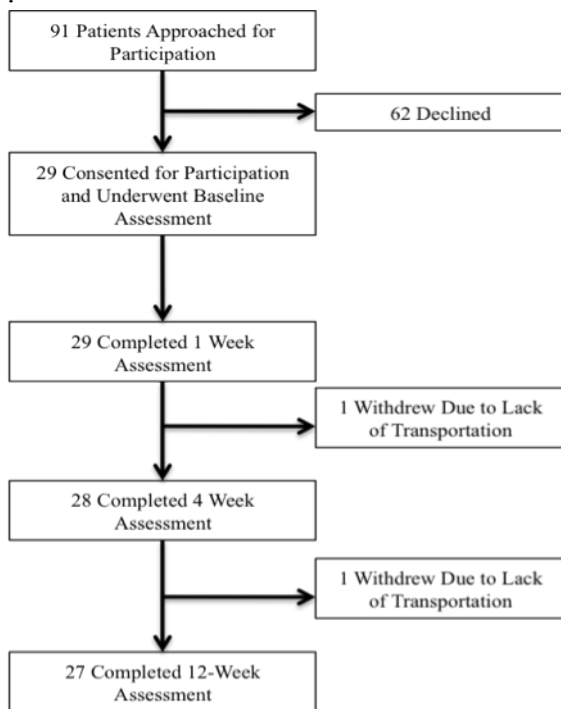 91 Patients Approached for
Participation
62 Declined
29 Consented for Participation
and Underwent Baseline
Assessment
29 Completed 1 Week
Assessment
1 Withdrew Due to Lack
of Transportation
28 Completed 4 Week
Assessment
1 Withdrew Due to Lack
of Transportation
27 Completed 12-Week
Assessment